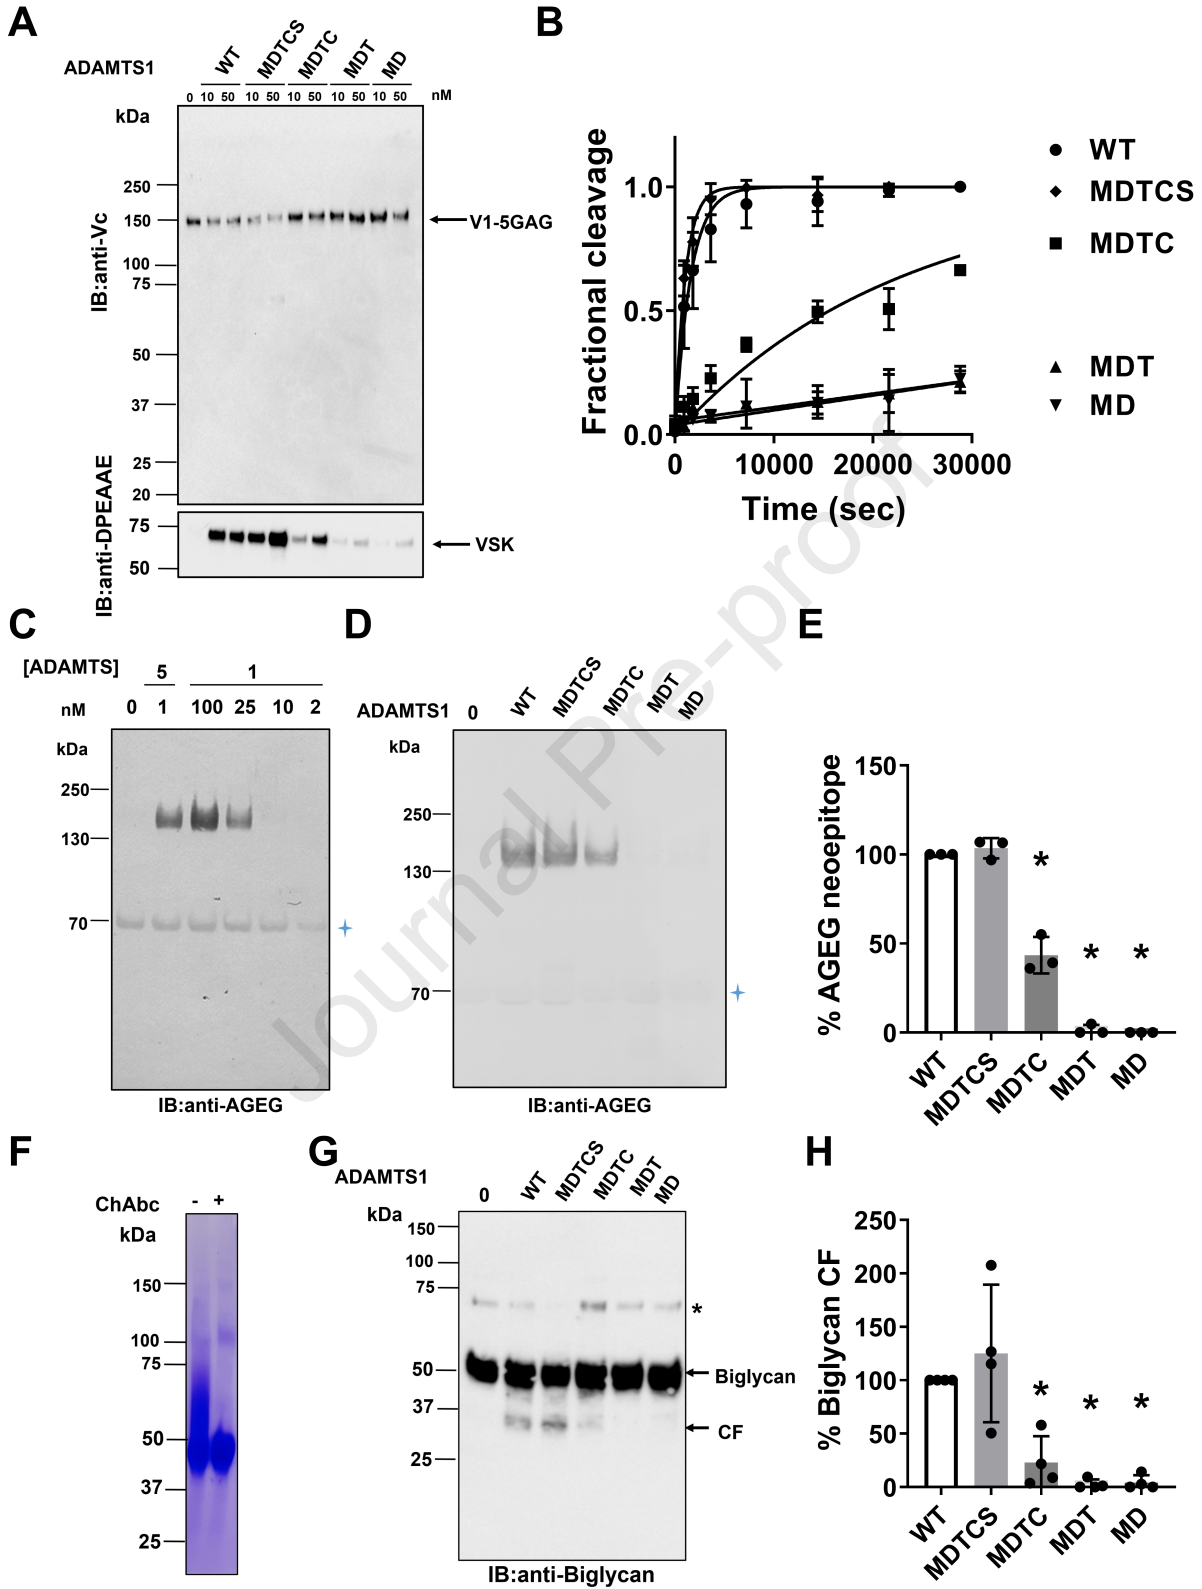 A
ADAMTS1
WT
MDTCS
MDTC
MDT
MD
0 10 50 10 50 10 50 10 50 10 50 nM
kDa
250
150
100
75
50
37
25
20
IB:anti-Vc
V1-5GAG
75
50
IB:anti-DPEAAE
VSK
B
Fractional cleavage
1.0
0.5
0.0
0 10000 20000 30000
Time (sec)
WT
MDTCS
MDTC
MDT
MD
C
[ADAMTS] 5 1
nM 0 1 100 25 10 2
kDa
250
130
70
IB:anti-AGEG
D
ADAMTS1 0 WT MDTCS MDTC MDT MD
kDa
250
130
70
IB:anti-AGEG
E
% AGEG neoepitope
150
100
50
0
* * *
WT MDTCS MDTC MDT MD
F
ChAbc - +
kDa
150
100
75
50
37
25
G
ADAMTS1
0 WT MDTCS MDTC MDT MD
kDa
150
100
75
50
37
25
*
Biglycan
CF
IB:anti-Biglycan
H
% Biglycan CF
250
200
150
100
50
0
* * *
WT MDTCS MDTC MDT MD
Journal Pre-proof